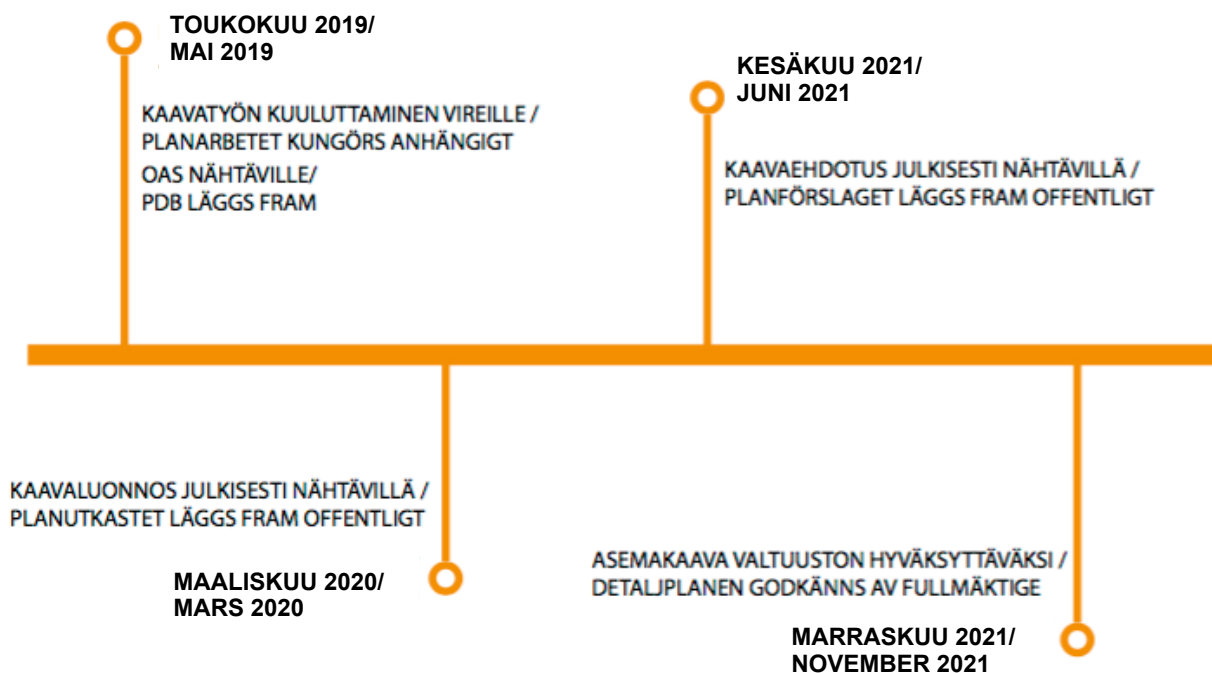 TOUKOKUU 2019/
MAI 2019
KAAVATYÖN KUULUTTAMINEN VIREILLE /
PLANARBETET KUNGÖRS ANHÄNGIGT
OAS NÄHTÄVILLE/
PDB LÄGGS FRAM
KAAVALUONNOS JULKISESTI NÄHTÄVILLÄ /
PLANUTKASTET LÄGGS FRAM OFFENTLIGT
MAALISKUU 2020/
MARS 2020
KESÄKUU 2021/
JUNI 2021
KAAVAEHDOTUS JULKISESTI NÄHTÄVILLÄ /
PLANFÖRSLAGET LÄGGS FRAM OFFENTLIGT
ASEMAKAAVA VALTUUSTON HYVÄKSYTTÄVÄKSI /
DETALJPLANEN GODKÄNNS AV FULLMÄKTIGE
MARRASKUU 2021/
NOVEMBER 2021